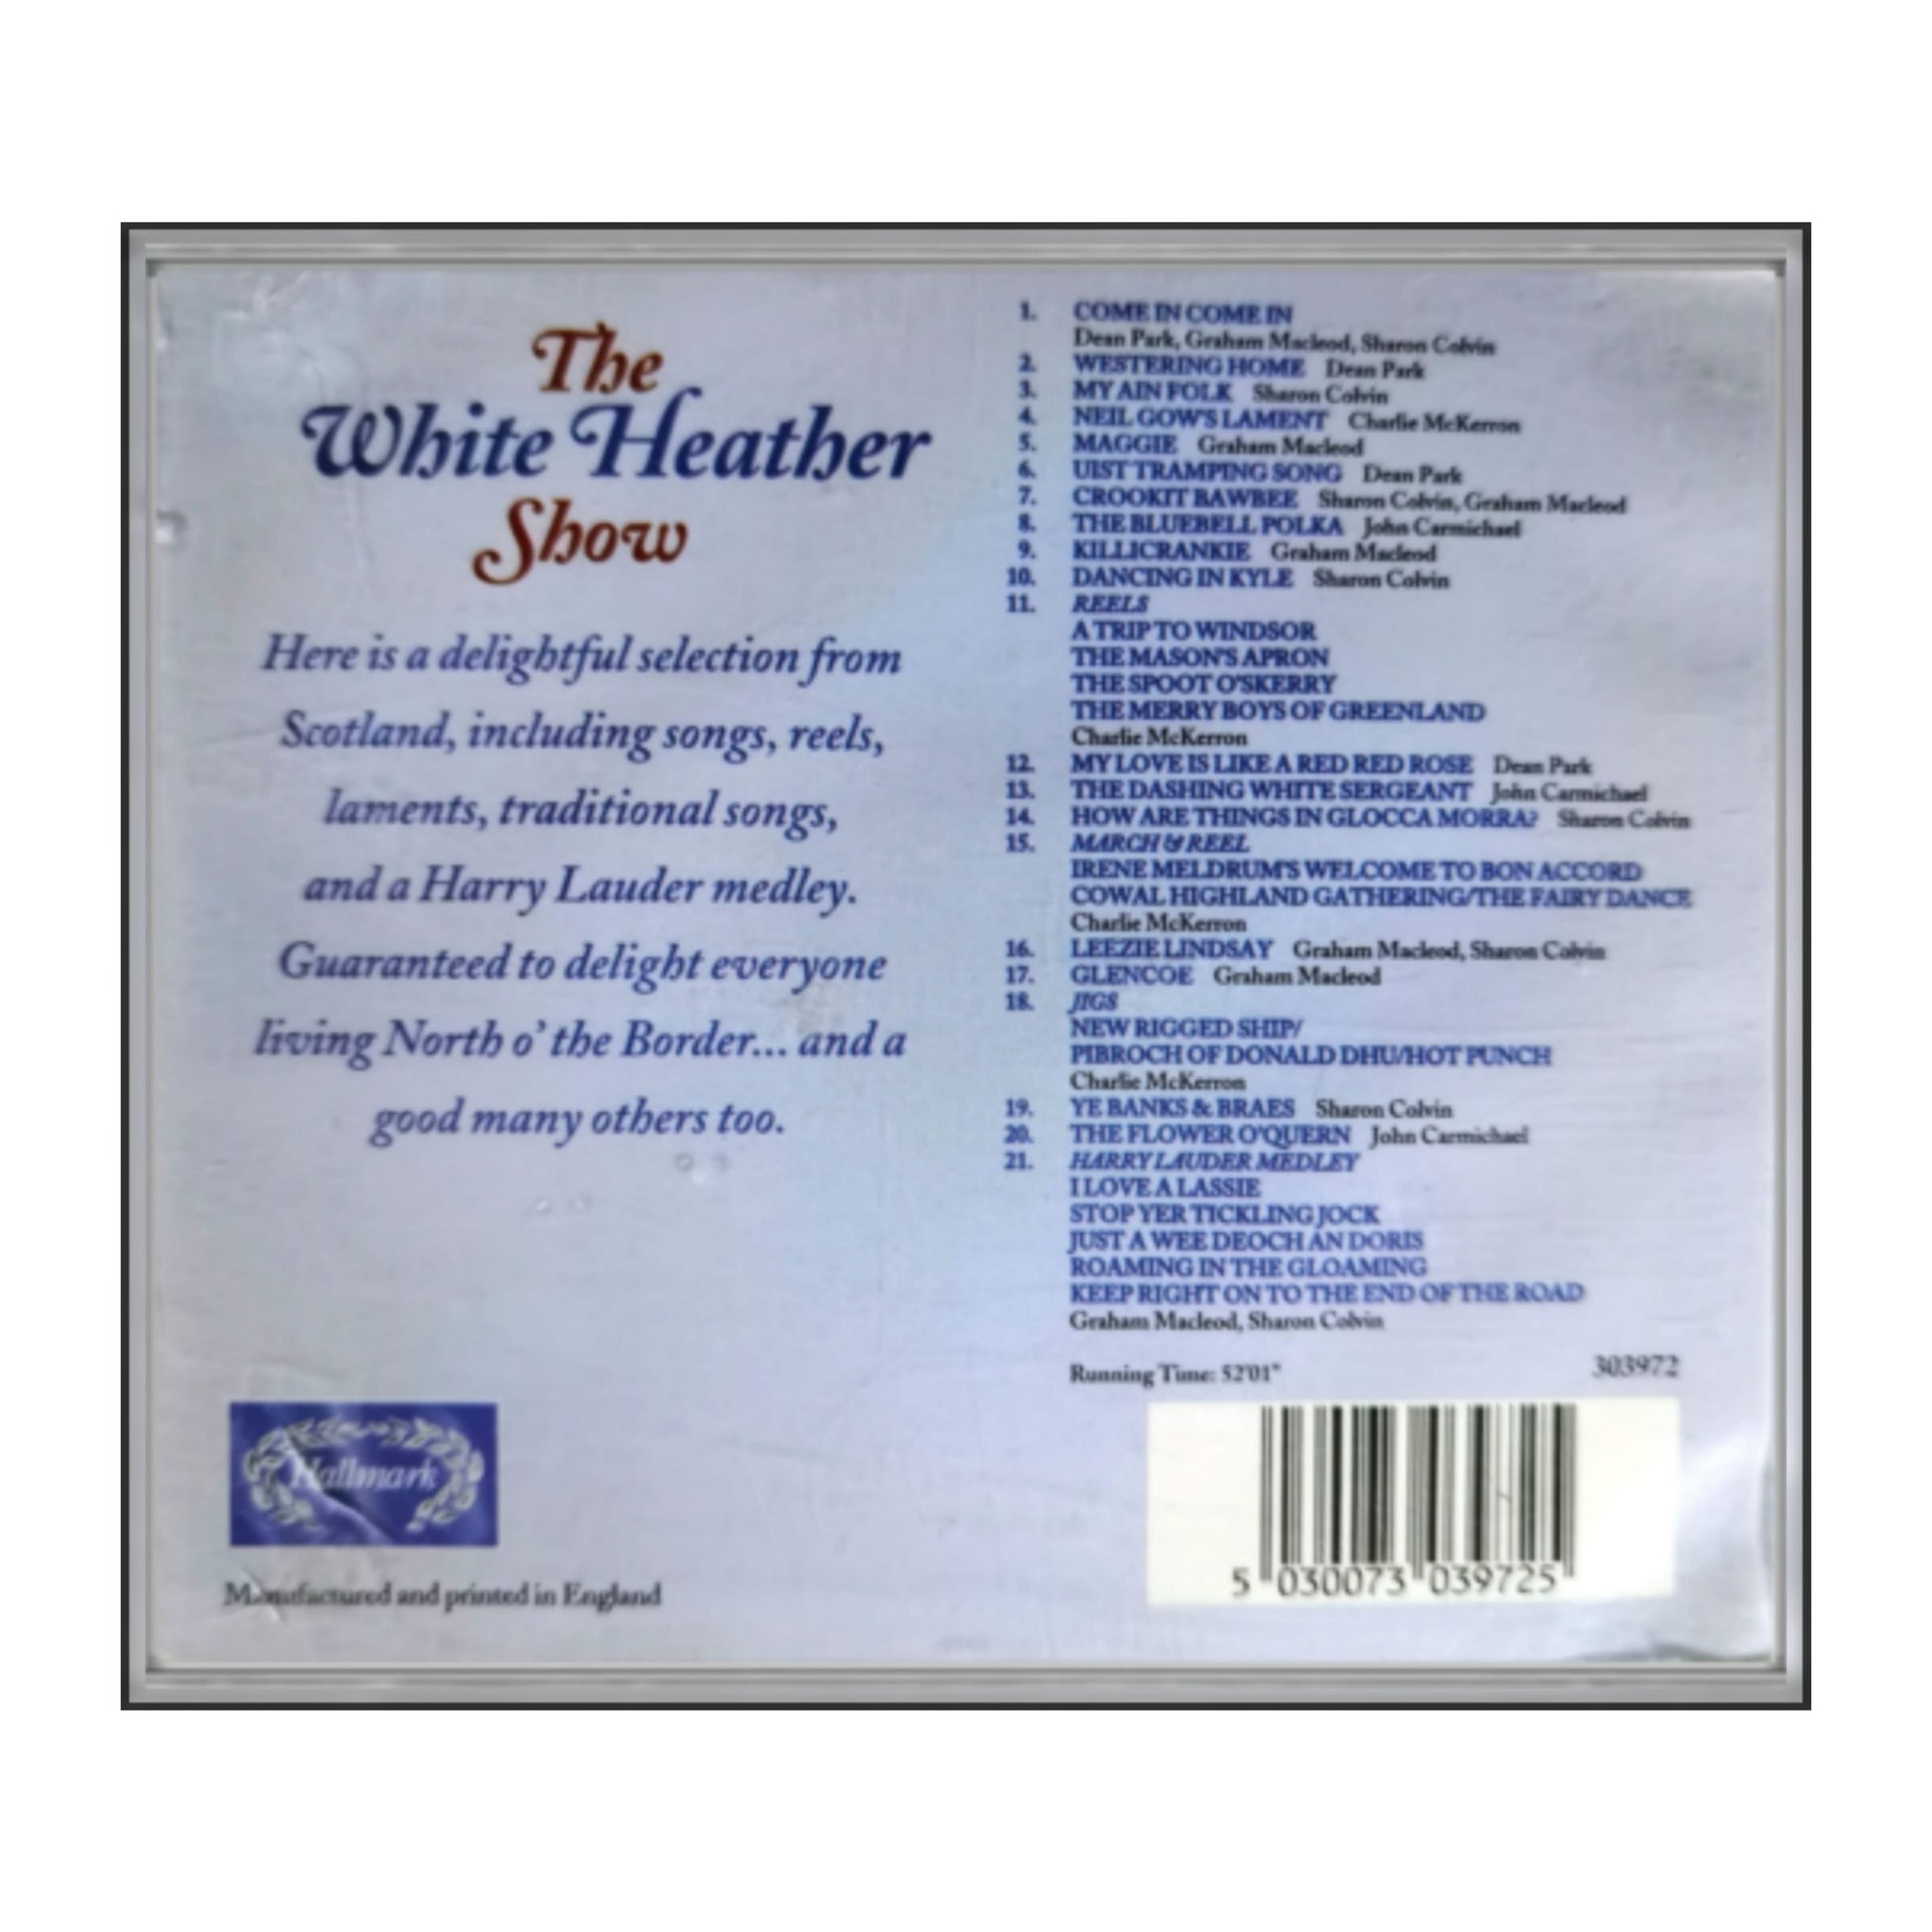 The
White Heather
Show
Here is a delightful selection from
Scotland, including songs, reels,
laments, traditional songs,
and a Harry Lauder medley.
Guaranteed to delight everyone
living North o' the Border... and a
good many others too.
Hallmark
Manufactured and printed in England
1. COME IN COME IN
Dean Park, Graham Macleod, Sharon Colvin
2. WESTERING HOME Dean Park
3. MY AIN FOLK Sharon Colvin
4. NEIL GOW'S LAMENT Charlie McKerron
5. MAGGIE Graham Macleod
6. UIST TRAMPING SONG Dean Park
7. CROOKIT BAWBEE Sharon Colvin, Graham Macleod
8. THE BLUEBELL POLKA John Carmichael
9. KILLICRANKIE Graham Macleod
10. DANCING IN KYLE Sharon Colvin
11. REELS
A TRIP TO WINDSOR
THE MASON'S APRON
THE SPOOT O'SKERRY
THE MERRY BOYS OF GREENLAND
Charlie McKerron
12. MY LOVE IS LIKE A RED RED ROSE Dean Park
13. THE DASHING WHITE SERGEANT John Carmichael
14. HOW ARE THINGS IN GLOCCA MORRA? Sharon Colvin
15. MARCH & REEL
IRENE MELDRUM'S WELCOME TO BON ACCORD
COWAL HIGHLAND GATHERING/THE FAIRY DANCE
Charlie McKerron
16. LEEZIE LINDSAY Graham Macleod, Sharon Colvin
17. GLENCOE Graham Macleod
18. JIGS
NEW RIGGED SHIP/
PIBROCH OF DONALD DHU/HOT PUNCH
Charlie McKerron
19. YE BANKS & BRAES Sharon Colvin
20. THE FLOWER O'QUERN John Carmichael
21. HARRY LAUDER MEDLEY
I LOVE A LASSIE
STOP YER TICKLING JOCK
JUST A WEE DEOCH AN DORIS
ROAMING IN THE GLOAMING
KEEP RIGHT ON TO THE END OF THE ROAD
Graham Macleod, Sharon Colvin
Running Time: 52'01"
303972
5 030073 039725